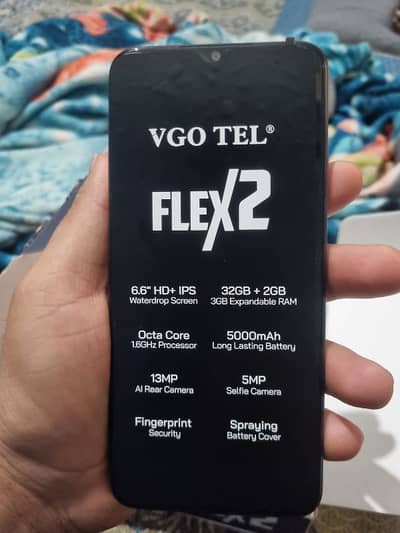 VGO TEL®
FLEX2
6.6" HD+ IPS
Waterdrop Screen
32GB + 2GB
3GB Expandable RAM
Octa Core
1.6GHz Processor
5000mAh
Long Lasting Battery
13MP
AI Rear Camera
5MP
Selfie Camera
Fingerprint
Security
Spraying
Battery Cover